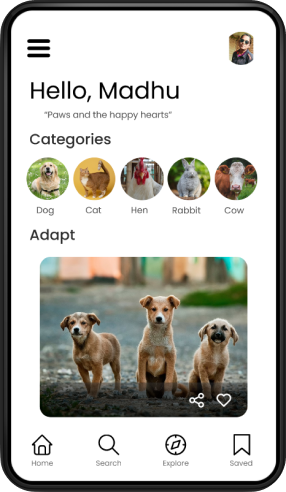 Hello, Madhu
"Paws and the happy hearts"
Categories
Dog Cat Hen Rabbit Cow
Adapt
Home Search Explore Saved